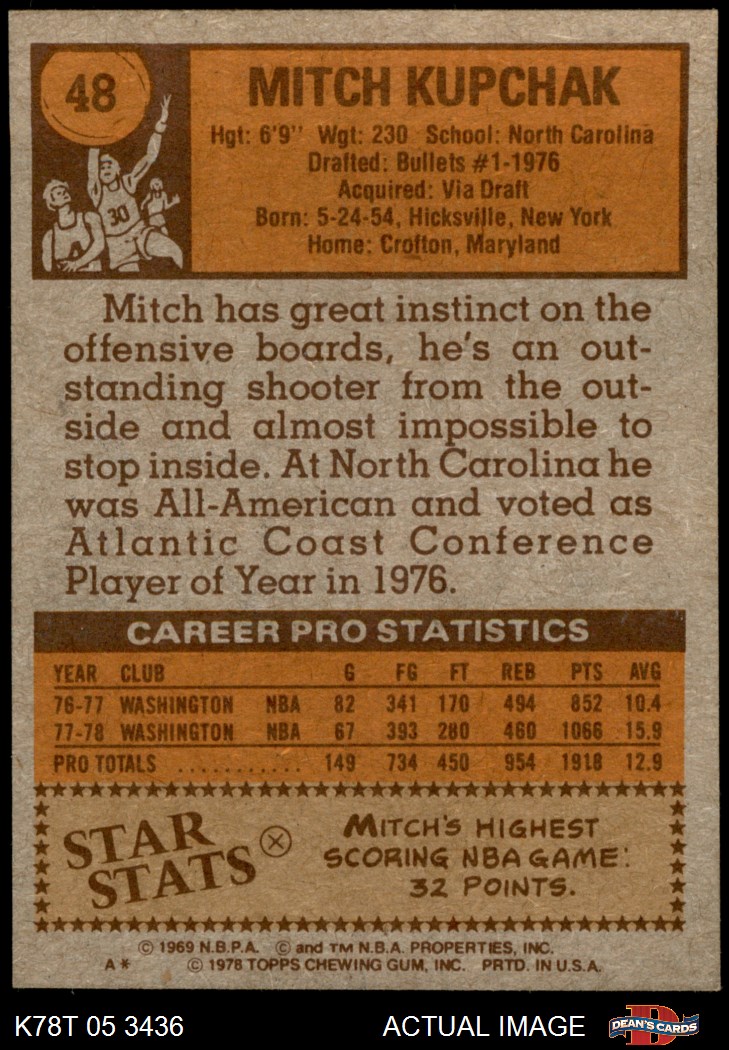 48
MITCH KUPCHAK
Hgt: 6'9" Wgt: 230 School: North Carolina
Drafted: Bullets #1-1976
Acquired: Via Draft
Born: 5-24-54, Hicksville, New York
Home: Crofton, Maryland
30
Mitch has great instinct on the
offensive boards, he's an out-
standing shooter from the out-
side and almost impossible to
stop inside. At North Carolina he
was All-American and voted as
Atlantic Coast Conference
Player of Year in 1976.
CAREER PRO STATISTICS
YEAR CLUB G FG FT REB PTS AVG
76-77 WASHINGTON NBA 82 341 170 494 852 10.4
77-78 WASHINGTON NBA 67 393 280 460 1066 15.9
PRO TOTALS ........... 149 734 450 954 1918 12.9
STAR
STATS
MITCH'S HIGHEST
SCORING NBA GAME:
32 POINTS.
© 1969 N.B.P.A. © and TM N.B.A. PROPERTIES, INC.
A* © 1978 TOPPS CHEWING GUM, INC. PRTD. IN U.S.A.
K78T 05 3436 ACTUAL IMAGE DEAN'S CARDS